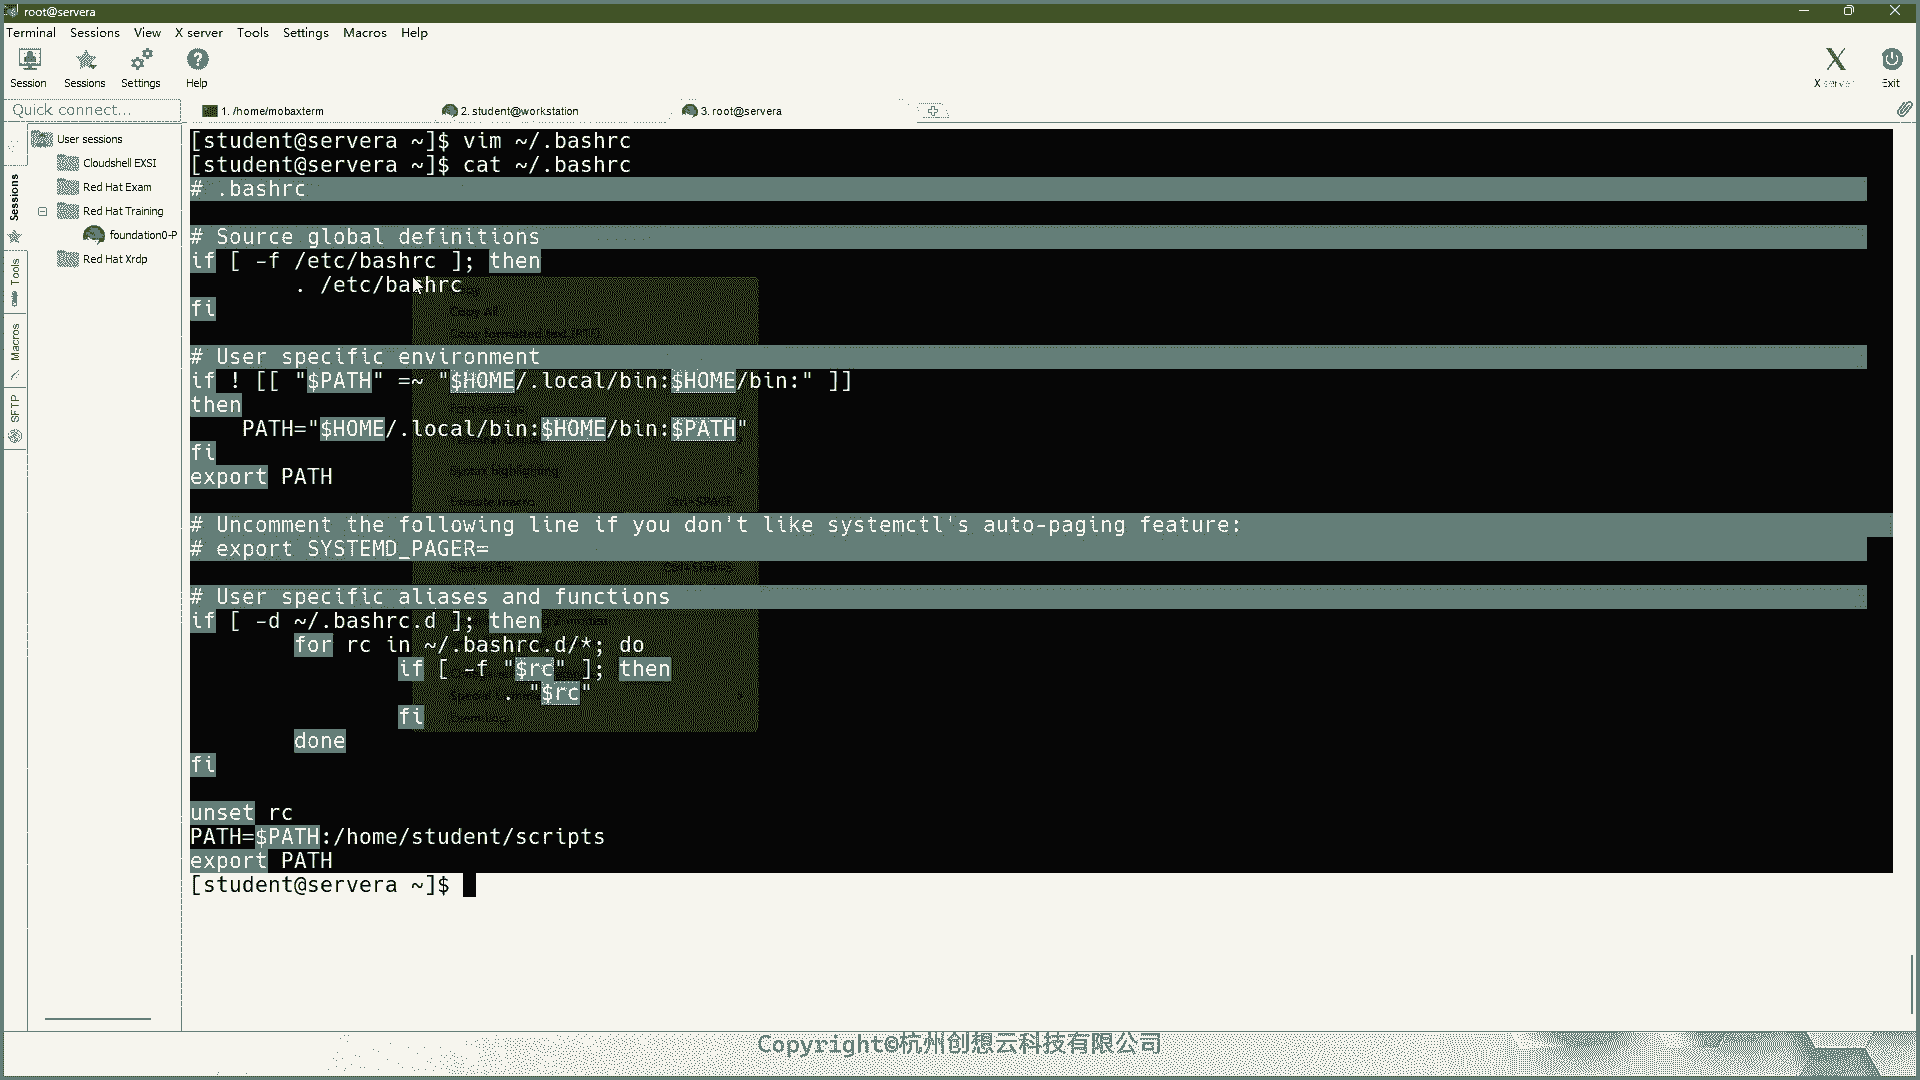 root@servera
Terminal Sessions View X server Tools Settings Macros Help
Session Sessions Settings Help X server Exit
Quick connect... 1. /home/mobaxterm 2. student@workstation 3. root@servera
User sessions
Cloudshell EXSI
Red Hat Exam
Red Hat Training
foundation0-P
Red Hat Xrdp
Sessions
Tools
Macros
SFTP
[student@servera ~]$ vim ~/.bashrc
[student@servera ~]$ cat ~/.bashrc
# .bashrc
# Source global definitions
if [ -f /etc/bashrc ]; then
        . /etc/bashrc
fi
# User specific environment
if ! [[ "$PATH" =~ "$HOME/.local/bin:$HOME/bin:" ]]
then
    PATH="$HOME/.local/bin:$HOME/bin:$PATH"
fi
export PATH
# Uncomment the following line if you don't like systemctl's auto-paging feature:
# export SYSTEMD_PAGER=
# User specific aliases and functions
if [ -d ~/.bashrc.d ]; then
        for rc in ~/.bashrc.d/*; do
                if [ -f "$rc" ]; then
                        . "$rc"
                fi
        done
fi
unset rc
PATH=$PATH:/home/student/scripts
export PATH
[student@servera ~]$
Copy All
Copyright©杭州创想云科技有限公司